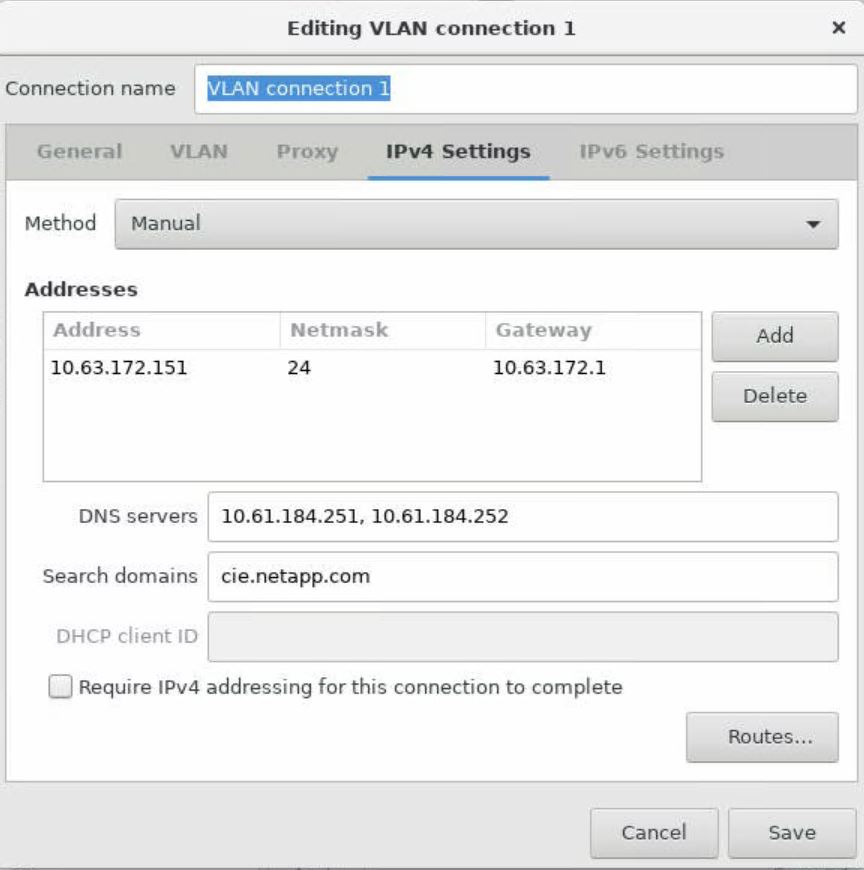 Editing VLAN connection 1 ×
Connection name VLAN connection 1
General VLAN Proxy IPv4 Settings IPv6 Settings
Method Manual
Addresses
Address Netmask Gateway Add
10.63.172.151 24 10.63.172.1
Delete
DNS servers 10.61.184.251, 10.61.184.252
Search domains cie.netapp.com
DHCP client ID
Require IPv4 addressing for this connection to complete
Routes...
Cancel Save